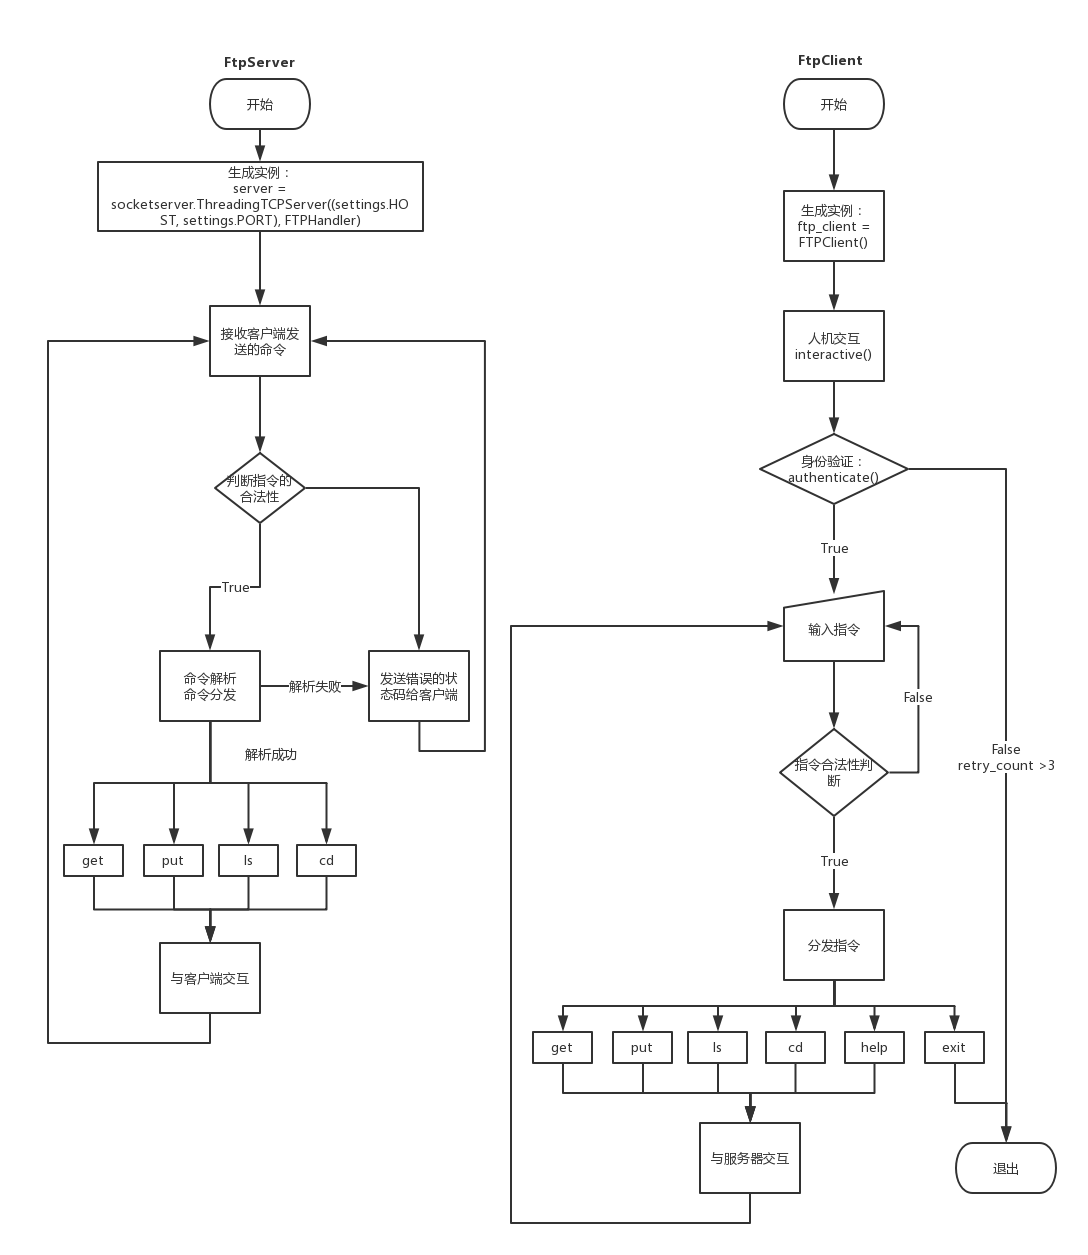 FtpServer
开始
生成实例：
server =
socketserver.ThreadingTCPServer((settings.HO
ST, settings.PORT), FTPHandler)
接收客户端发
送的命令
判断指令的
合法性
True
命令解析
命令分发
解析失败
发送错误的状
态码给客户端
解析成功
get
put
ls
cd
与客户端交互
FtpClient
开始
生成实例：
ftp_client =
FTPClient()
人机交互
interactive()
身份验证：
authenticate()
True
输入指令
False
指令合法性判
断
False
retry_count >3
True
分发指令
get
put
ls
cd
help
exit
与服务器交互
退出